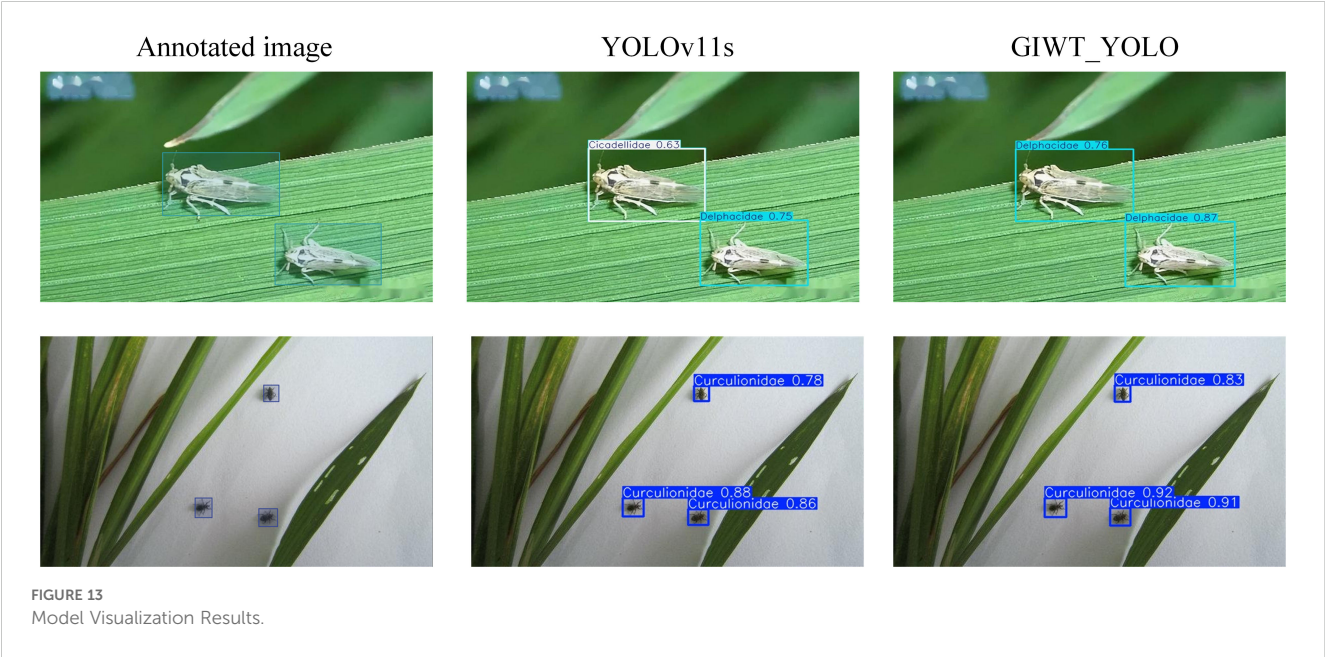 Annotated image
YOLOv11s
GIWT_YOLO
Cicadellidae 0.63
Delphacidae 0.75
Delphacidae 0.76
Delphacidae 0.87
Curculionidae 0.78
Curculionidae 0.88
Curculionidae 0.86
Curculionidae 0.83
Curculionidae 0.92
Curculionidae 0.91
FIGURE 13
Model Visualization Results.